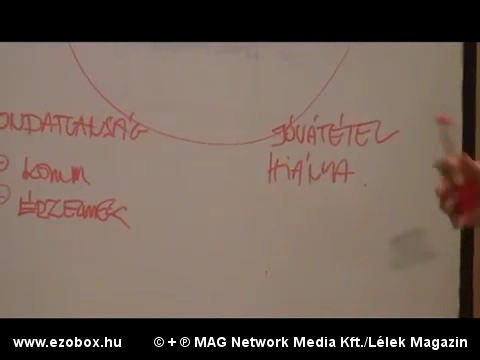 ONDATLANSÁG
JÓVÁTÉTEL
HIÁNYA
⊖ KOMM
⊖ ÉRZELMEK
www.ezobox.hu © + ℗ MAG Network Media Kft./Lélek Magazin